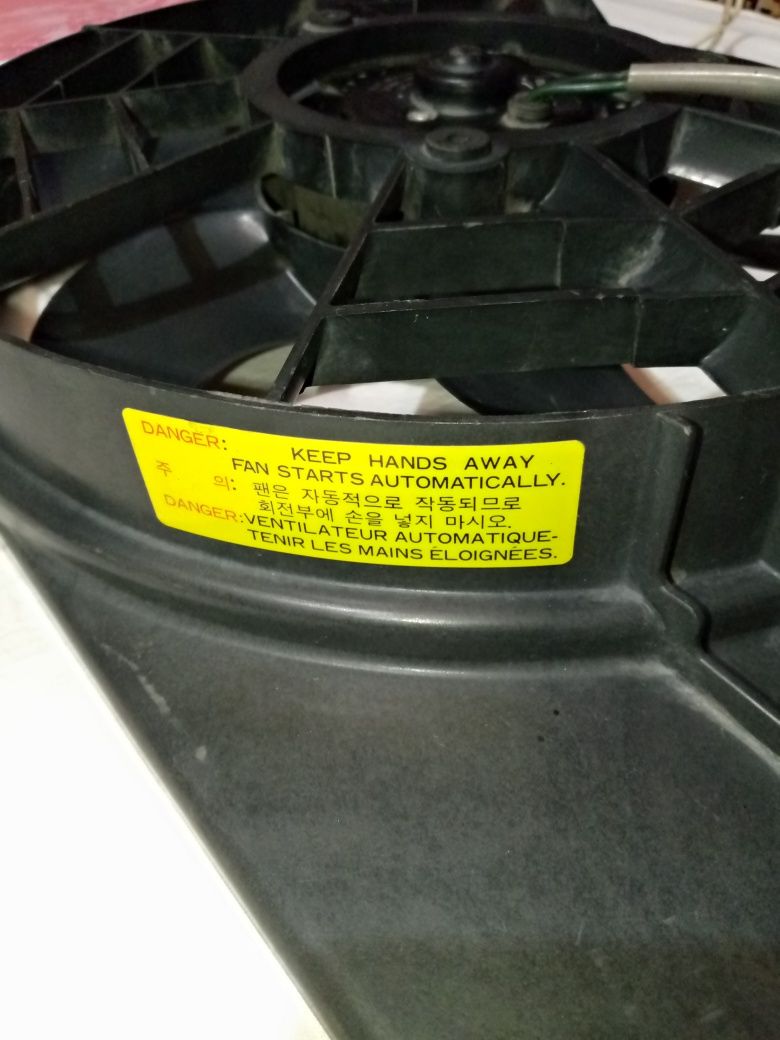 DANGER: KEEP HANDS AWAY
FAN STARTS AUTOMATICALLY.
주 의: 팬은 자동적으로 작동되므로
회전부에 손을 넣지 마시오.
DANGER:VENTILATEUR AUTOMATIQUE-
TENIR LES MAINS ÉLOIGNÉES.